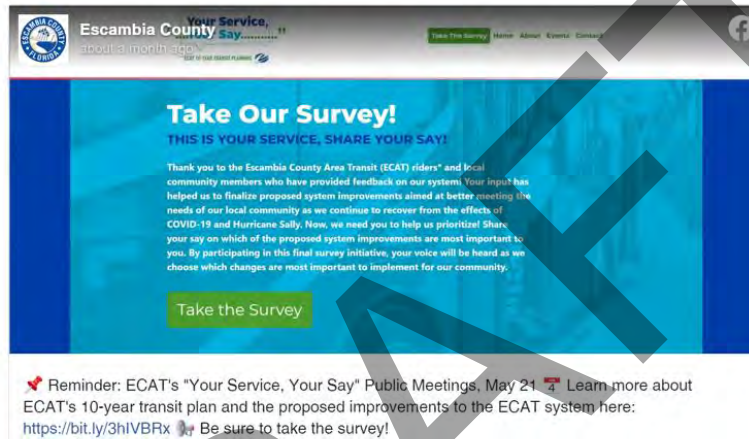 Escambia County
about a month ago
Your Service,
Say..........."
Take The Survey Home About Events Contact
Take Our Survey!
THIS IS YOUR SERVICE, SHARE YOUR SAY!
Thank you to the Escambia County Area Transit (ECAT) riders* and local
community members who have provided feedback on our system! Your input has
helped us to finalize proposed system improvements aimed at better meeting the
needs of our local community as we continue to recover from the effects of
COVID-19 and Hurricane Sally. Now, we need you to help us prioritize! Share
your say on which of the proposed system improvements are most important to
you. By participating in this final survey initiative, your voice will be heard as we
choose which changes are most important to implement for our community.
Take the Survey
📌 Reminder: ECAT's "Your Service, Your Say" Public Meetings, May 21 📅 Learn more about
ECAT's 10-year transit plan and the proposed improvements to the ECAT system here:
https://bit.ly/3hIVBRx Be sure to take the survey!